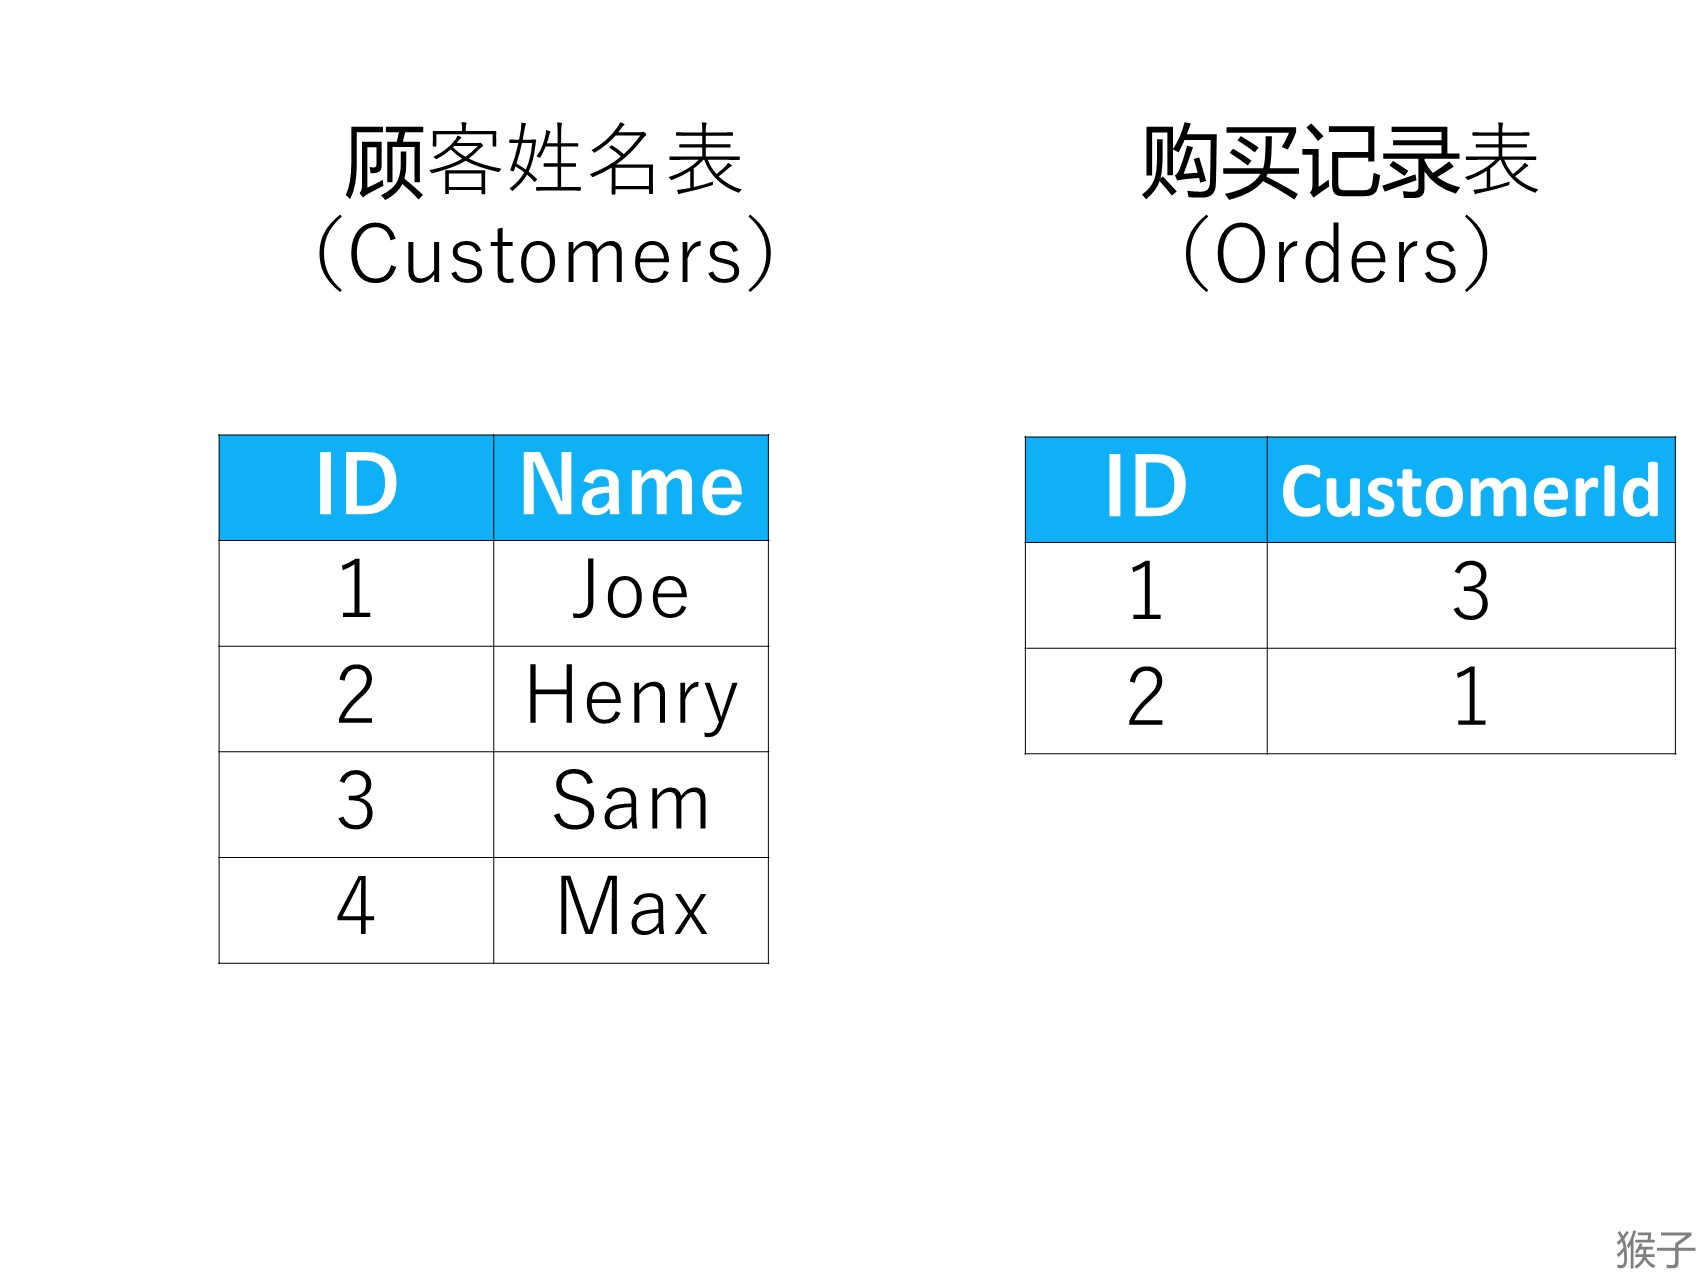 顾客姓名表
（Customers）
购买记录表
（Orders）
ID Name
1 Joe
2 Henry
3 Sam
4 Max
ID CustomerId
1 3
2 1
猴子